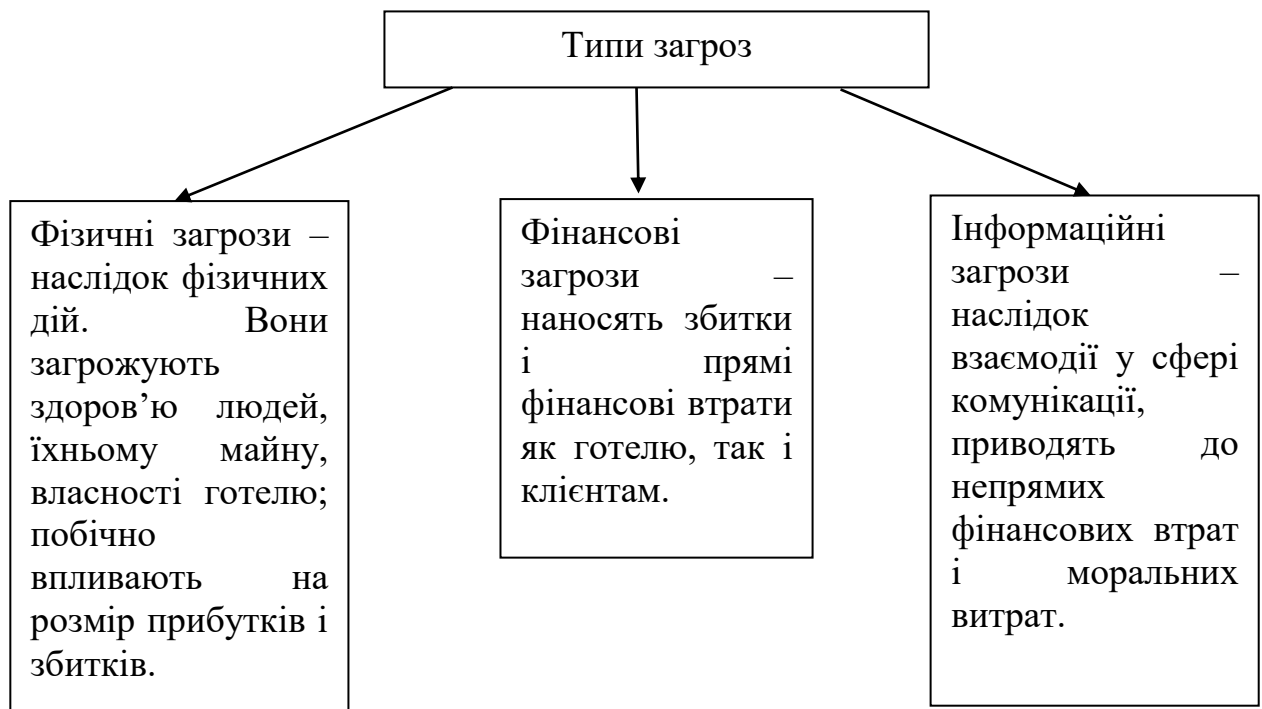 Типи загроз
Фізичні загрози –
наслідок фізичних
дій. Вони
загрожують
здоров’ю людей,
їхньому майну,
власності готелю;
побічно
впливають на
розмір прибутків і
збитків.
Фінансові
загрози –
наносять збитки
і прямі
фінансові втрати
як готелю, так і
клієнтам.
Інформаційні
загрози –
наслідок
взаємодії у сфері
комунікації,
приводять до
непрямих
фінансових втрат
і моральних
витрат.